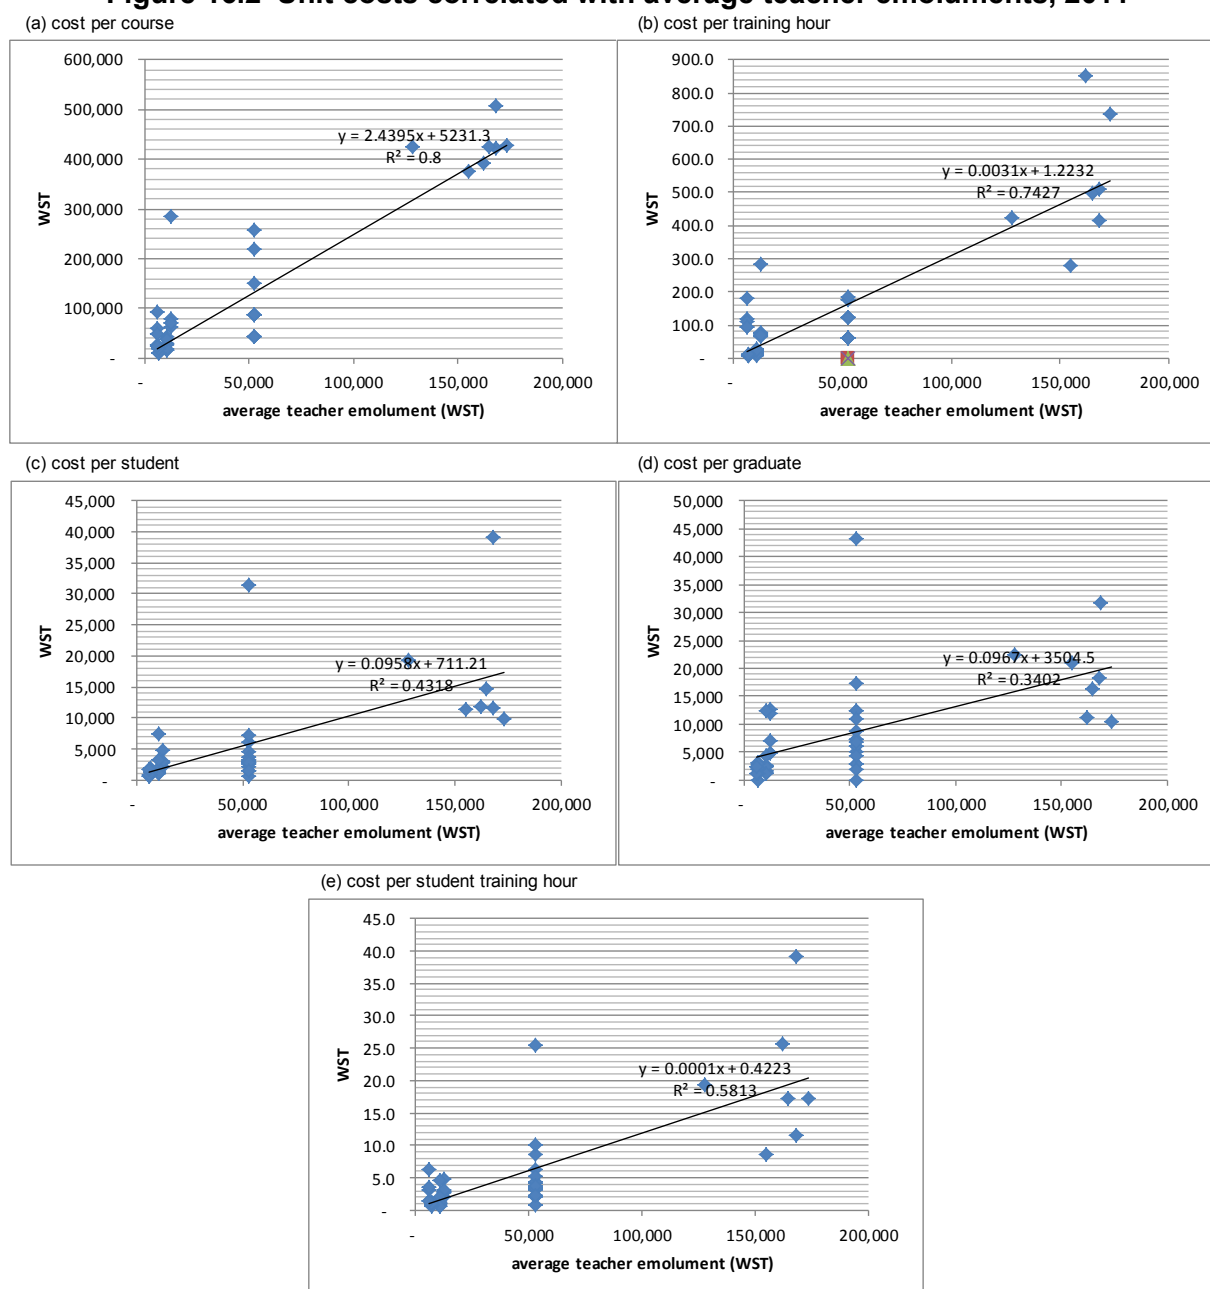 Figure Unit costs correlated with average teacher emoluments,
(a) cost per course
600,000
500,000
400,000
300,000
200,000
100,000
-
WST
y = 2.4395x + 5231.3
R² = 0.8
- 50,000 100,000 150,000 200,000
average teacher emolument (WST)
(b) cost per training hour
900.0
800.0
700.0
600.0
500.0
400.0
300.0
200.0
100.0
-
WST
y = 0.0031x + 1.2232
R² = 0.7427
- 50,000 100,000 150,000 200,000
average teacher emolument (WST)
(c) cost per student
45,000
40,000
35,000
30,000
25,000
20,000
15,000
10,000
5,000
-
WST
y = 0.0958x + 711.21
R² = 0.4318
- 50,000 100,000 150,000 200,000
average teacher emolument (WST)
(d) cost per graduate
50,000
45,000
40,000
35,000
30,000
25,000
20,000
15,000
10,000
5,000
-
WST
y = 0.0967x + 3504.5
R² = 0.3402
- 50,000 100,000 150,000 200,000
average teacher emolument (WST)
(e) cost per student training hour
45.0
40.0
35.0
30.0
25.0
20.0
15.0
10.0
5.0
-
WST
y = 0.0001x + 0.4223
R² = 0.5813
- 50,000 100,000 150,000 200,000
average teacher emolument (WST)